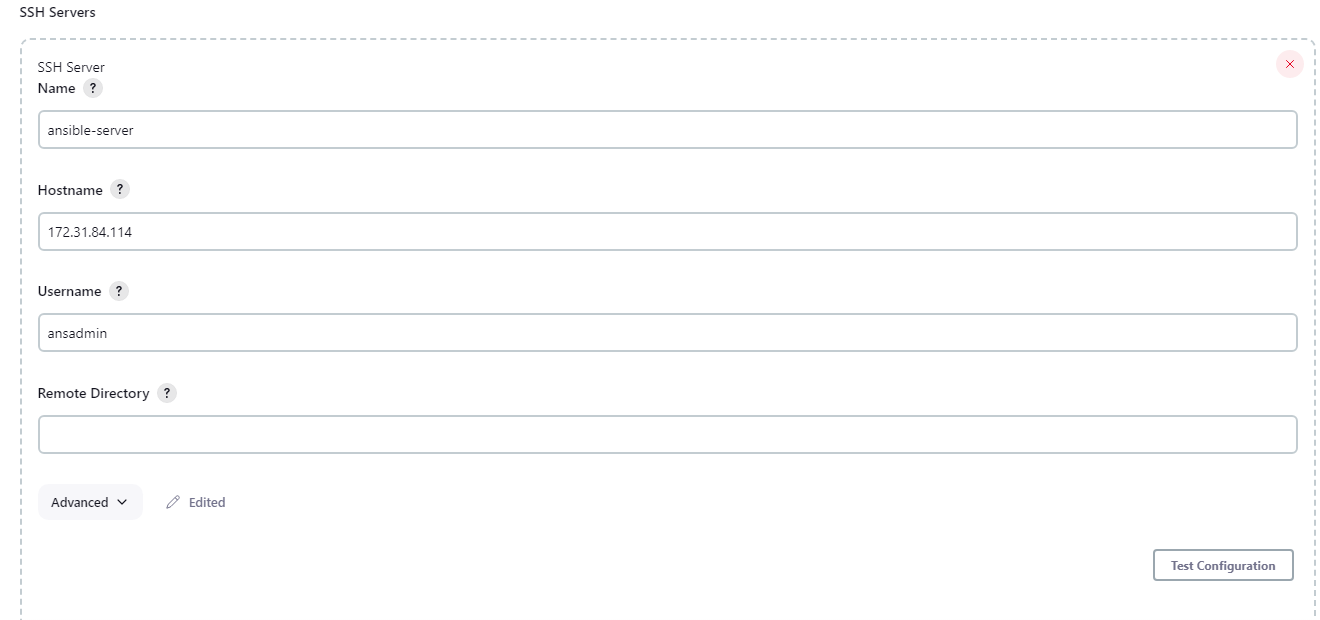 SSH Servers
SSH Server
Name ?
ansible-server
Hostname ?
172.31.84.114
Username ?
ansadmin
Remote Directory ?
Advanced Edited
Test Configuration